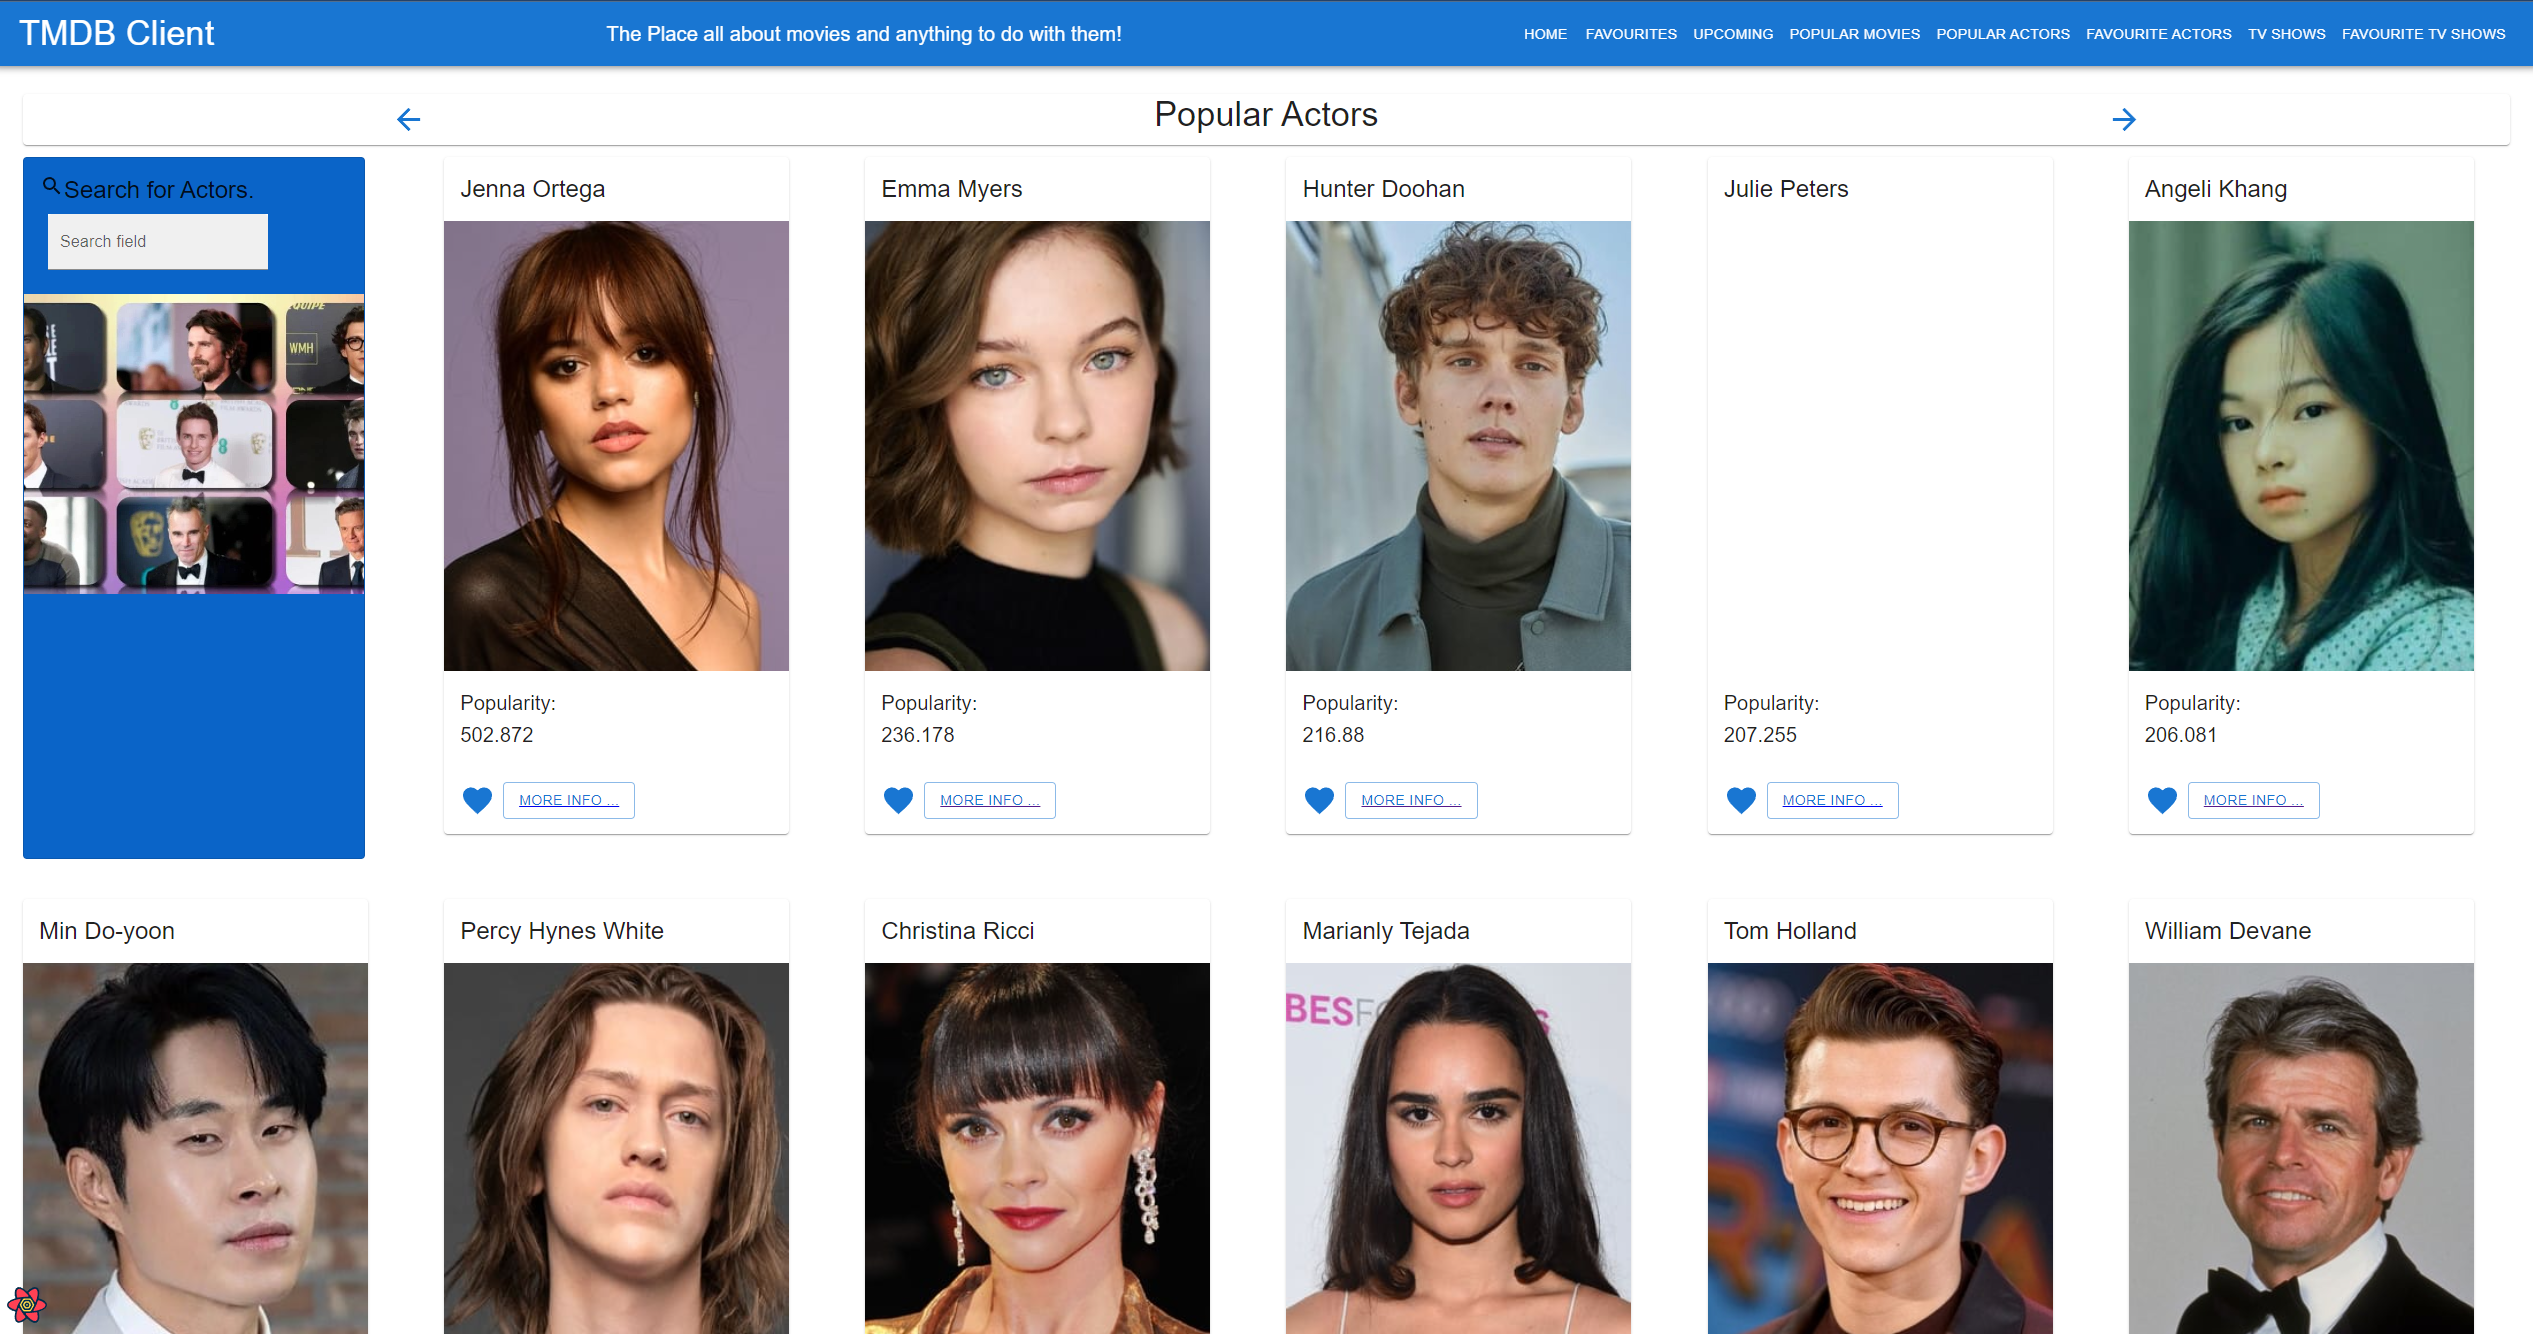 TMDB Client
The Place all about movies and anything to do with them!
HOME FAVOURITES UPCOMING POPULAR MOVIES POPULAR ACTORS FAVOURITE ACTORS TV SHOWS FAVOURITE TV SHOWS
Popular Actors
Search for Actors.
Search field
WMH
Jenna Ortega
Popularity:
502.872
MORE INFO ...
Emma Myers
Popularity:
236.178
MORE INFO ...
Hunter Doohan
Popularity:
216.88
MORE INFO ...
Julie Peters
Popularity:
207.255
MORE INFO ...
Angeli Khang
Popularity:
206.081
MORE INFO ...
Min Do-yoon
Percy Hynes White
Christina Ricci
Marianly Tejada
BESF
Tom Holland
William Devane